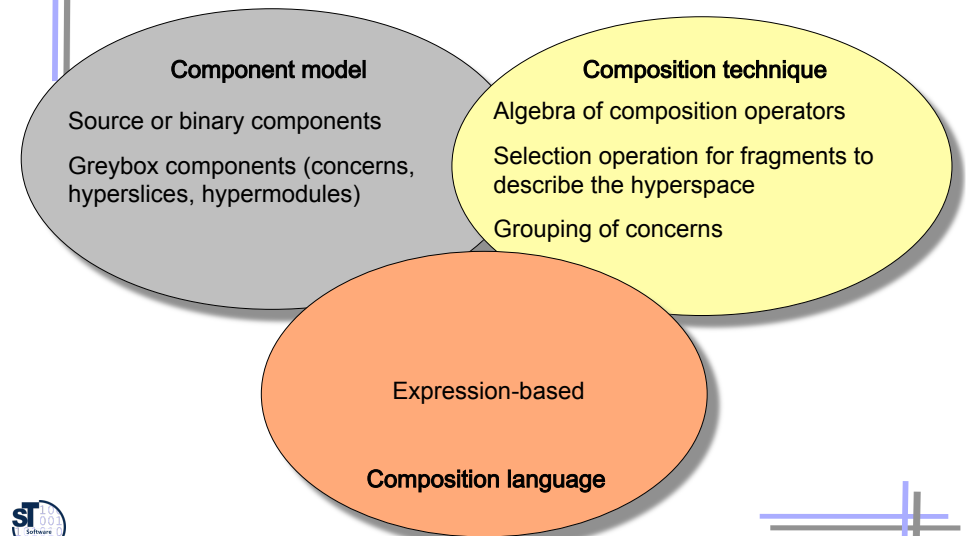 Component model
Source or binary components
Greybox components (concerns,
hyperslices, hypermodules)
Composition technique
Algebra of composition operators
Selection operation for fragments to
describe the hyperspace
Grouping of concerns
Expression-based
Composition language
ST
Software